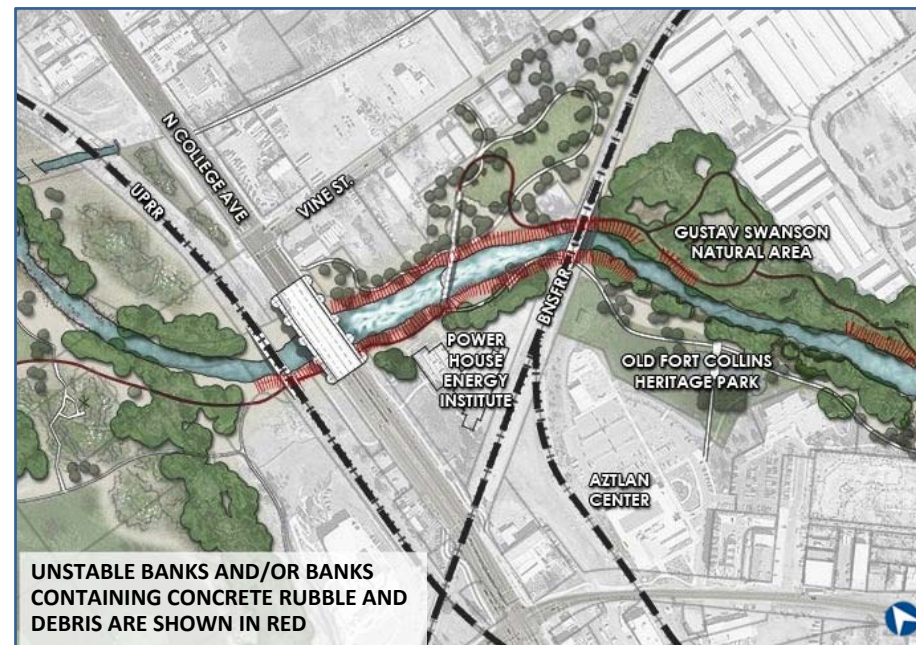 N COLLEGE AVE
UPRR
VINE ST.
GUSTAV SWANSON
NATURAL AREA
BNSFRR
POWER
HOUSE
ENERGY
INSTITUTE
OLD FORT COLLINS
HERITAGE PARK
AZTLAN
CENTER
UNSTABLE BANKS AND/OR BANKS
CONTAINING CONCRETE RUBBLE AND
DEBRIS ARE SHOWN IN RED